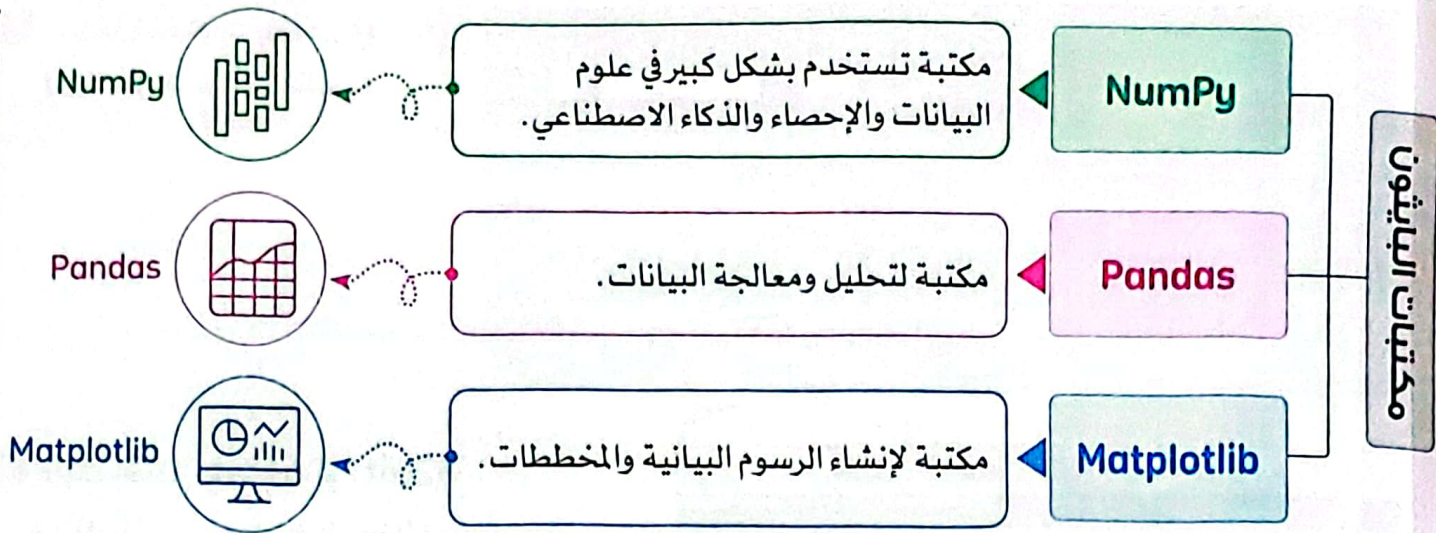 مكتبات البايثون
NumPy
مكتبة تستخدم بشكل كبير في علوم
البيانات والإحصاء والذكاء الاصطناعي.
NumPy
Pandas
مكتبة لتحليل ومعالجة البيانات.
Pandas
Matplotlib
مكتبة لإنشاء الرسوم البيانية والمخططات.
Matplotlib